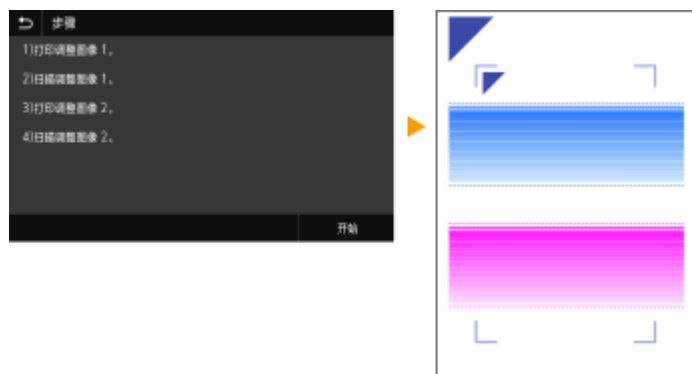 步骤
1)打印调整图像 1。
2)扫描调整图像 1。
3)打印调整图像 2。
4)扫描调整图像 2。
开始